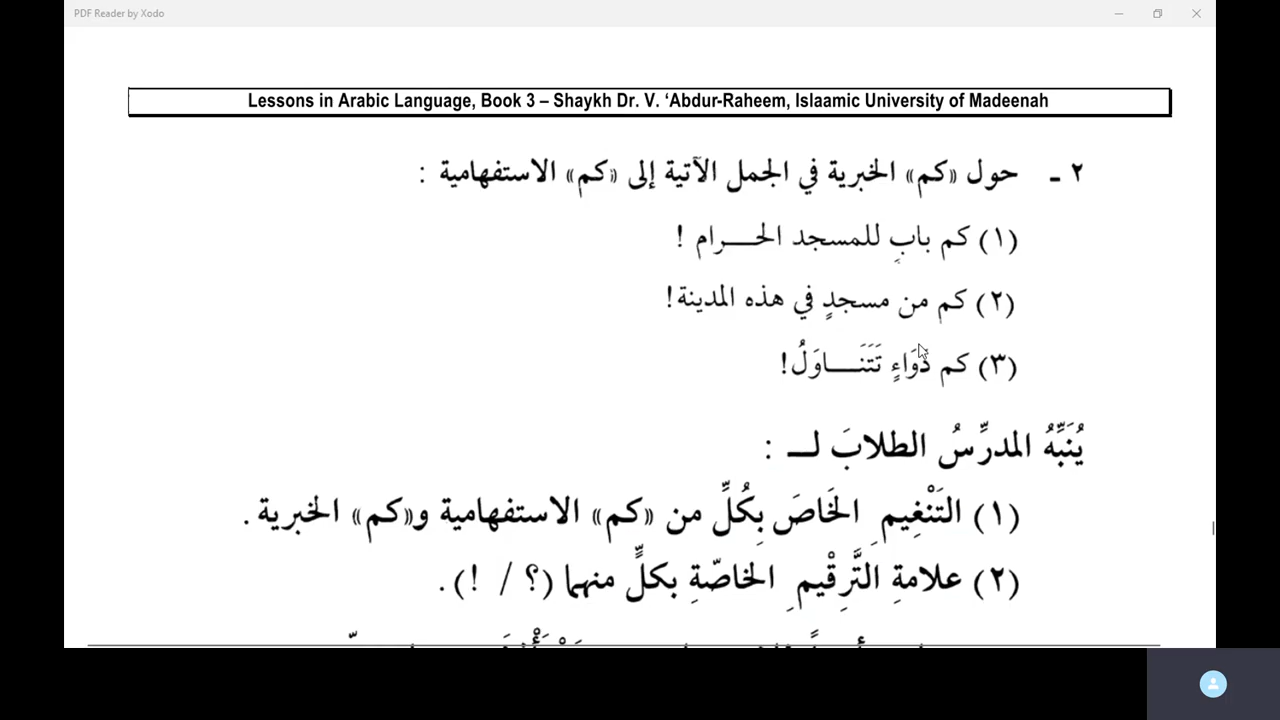 PDF Reader by Xodo
Lessons in Arabic Language, Book 3 – Shaykh Dr. V. ‘Abdur-Raheem, Islaamic University of Madeenah
٢ ـ حول «كم» الخبرية في الجمل الآتية إلى «كم» الاستفهامية :
(١) كم بابٍ للمسجد الحـــرام !
(٢) كم من مسجدٍ في هذه المدينة!
(٣) كم دَوَاءٍ تَتَنَـــاوَلُ!
يُنَبِّهُ المدرِّسُ الطلابَ لــ :
(١) التَنْغِيمِ الخَاصَ بِكُلٍّ من «كم» الاستفهامية و«كم» الخبرية .
(٢) علامةِ التَّرِقْيمِ الخاصّةِ بكلٍّ منهما (؟ / !) .